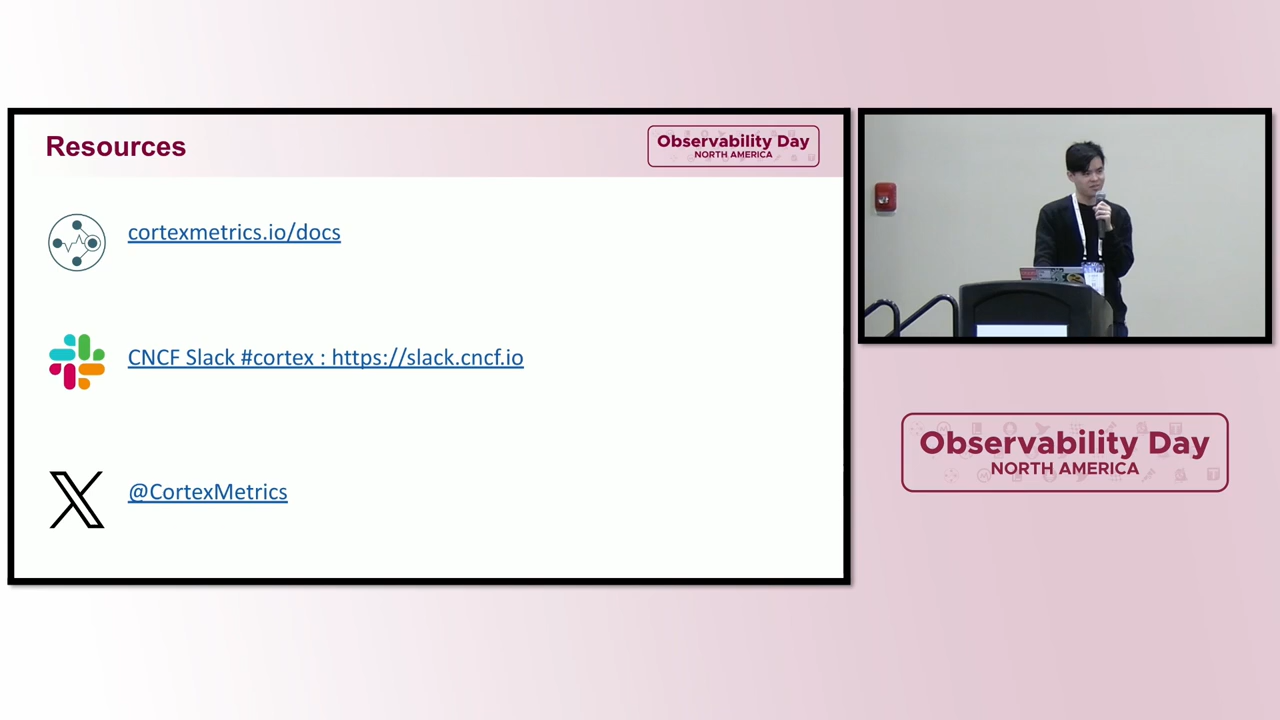 Resources
Observability Day
NORTH AMERICA
cortexmetrics.io/docs
CNCF Slack #cortex : https://slack.cncf.io
@CortexMetrics
Observability Day
NORTH AMERICA